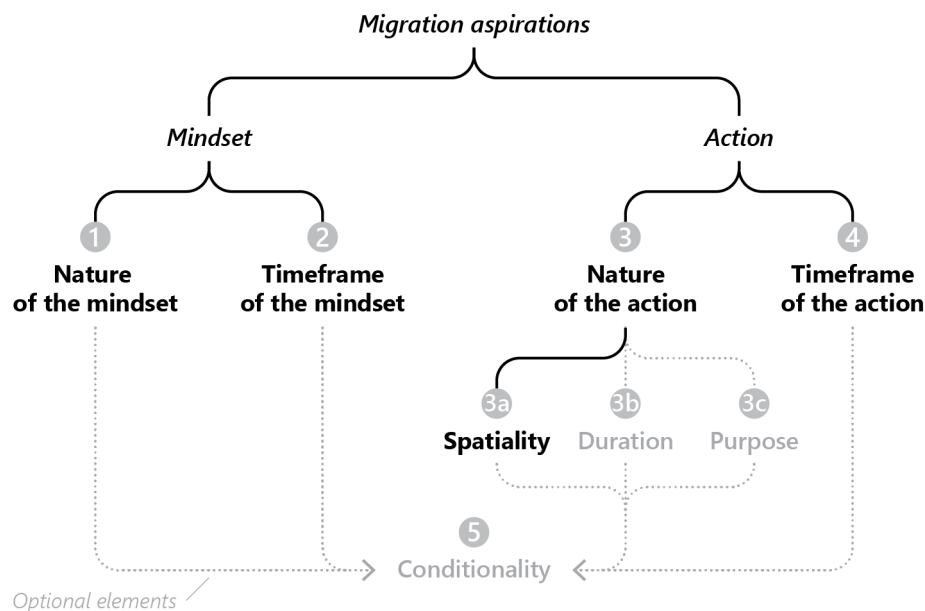 Migration aspirations
Mindset
Action
1
2
3
4
Nature
of the mindset
Timeframe
of the mindset
Nature
of the action
Timeframe
of the action
3a
3b
3c
Spatiality
Duration
Purpose
5
Conditionality
Optional elements